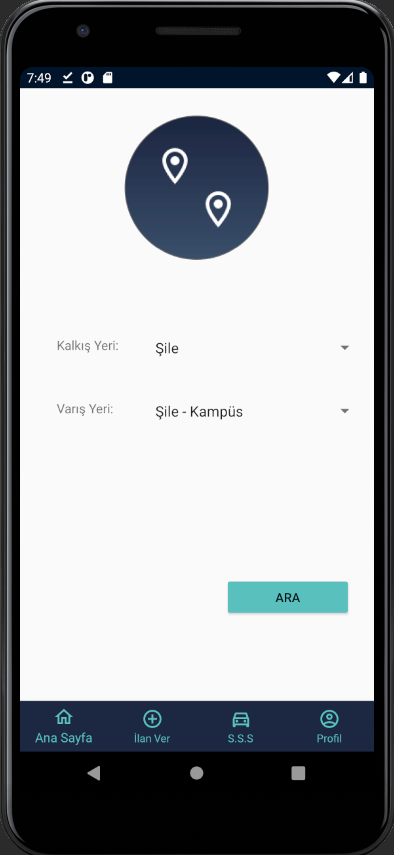 7:49
Kalkış Yeri: Şile
Varış Yeri: Şile - Kampüs
ARA
Ana Sayfa İlan Ver S.S.S Profil